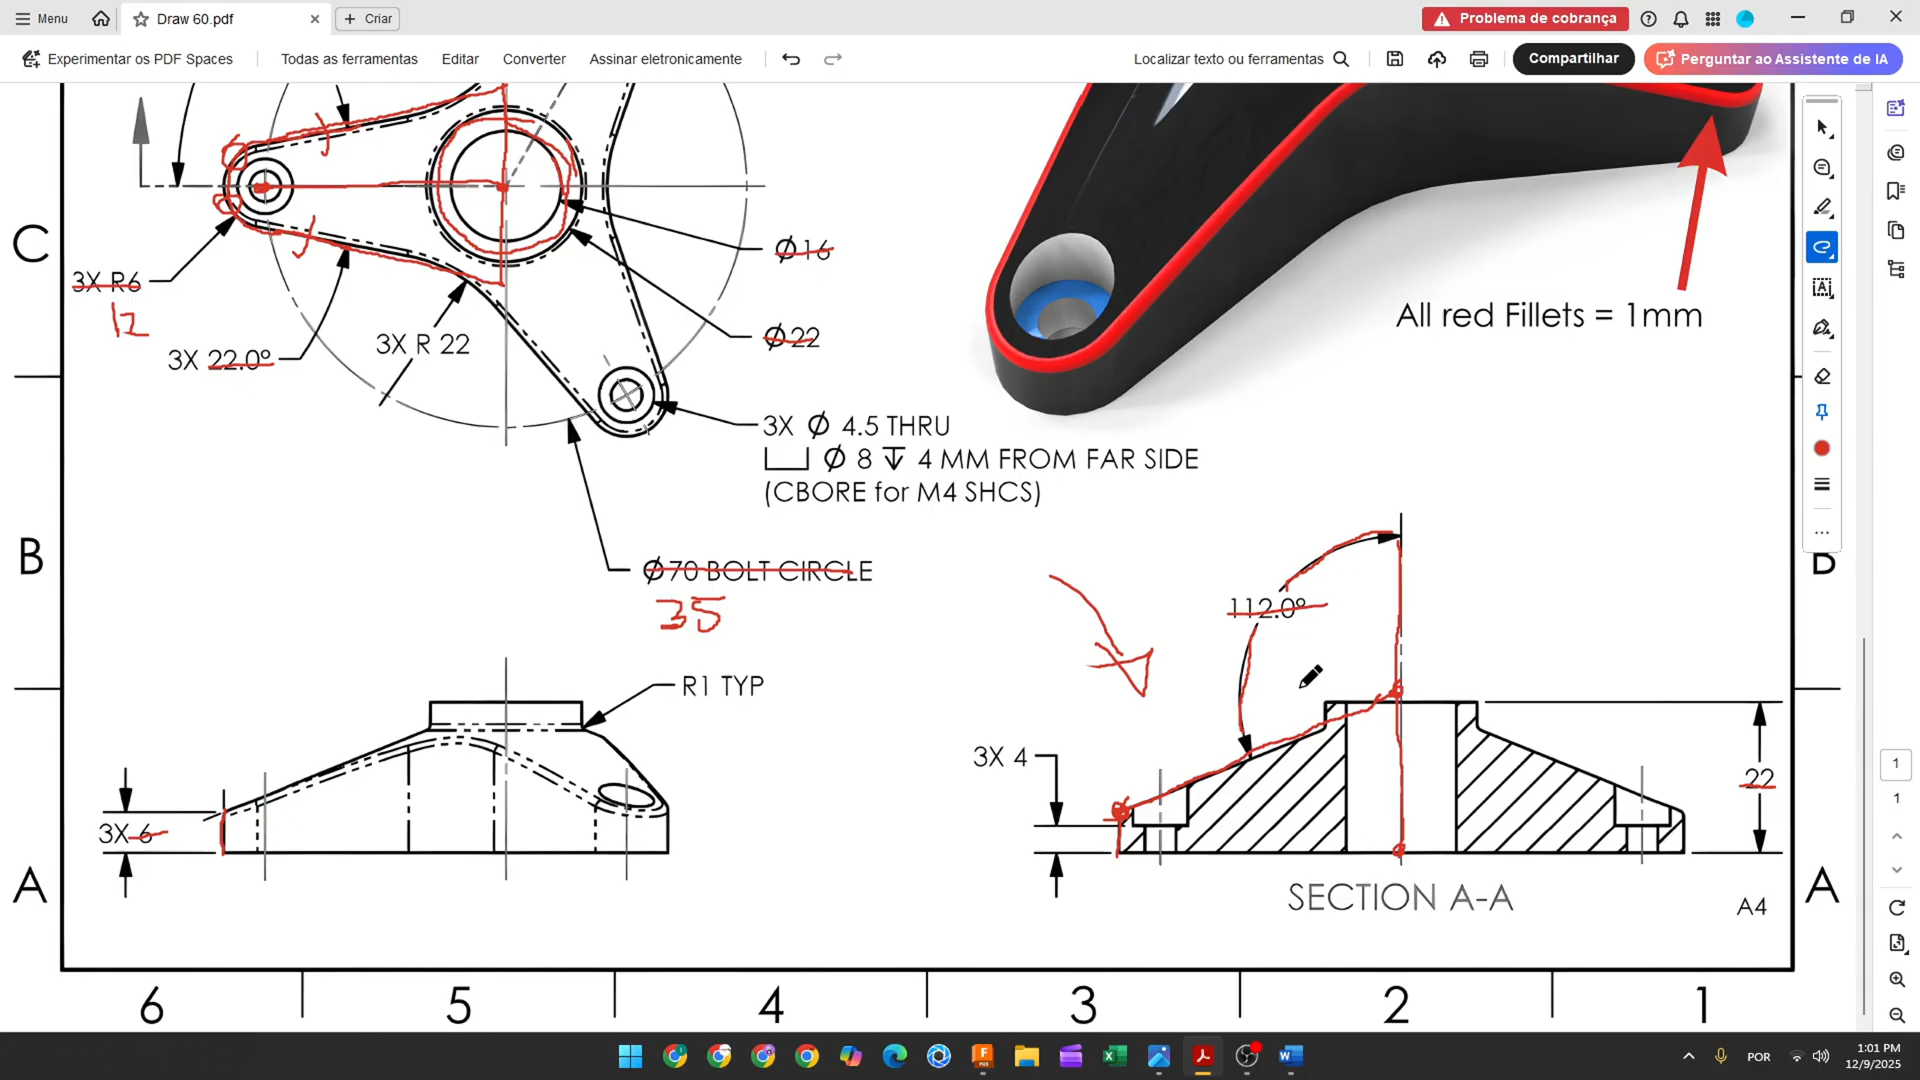 Menu
Draw 60.pdf
Criar
Problema de cobrança
Experimentar os PDF Spaces
Todas as ferramentas
Editar
Converter
Assinar eletronicamente
Localizar texto ou ferramentas
Compartilhar
Perguntar ao Assistente de IA
C
3X R6
12
3X 22.0°
3X R 22
Ø16
Ø22
All red Fillets = 1mm
3X Ø 4.5 THRU
⌴ Ø 8 ↧ 4 MM FROM FAR SIDE
(CBORE for M4 SHCS)
B
Ø70 BOLT CIRCLE
35
112.0°
B
R1 TYP
3X 4
22
3X 6
A
SECTION A-A
A4
A
6
5
4
3
2
1
1
1
POR
1:01 PM
12/9/2025